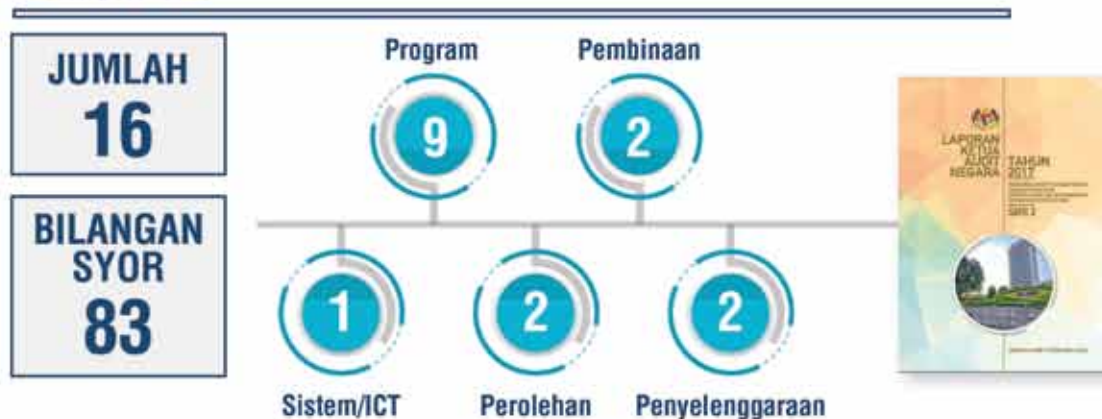 JUMLAH
16
BILANGAN
SYOR
83
Program
9
Pembinaan
2
1
Sistem/ICT
2
Perolehan
2
Penyelenggaraan
LAPORAN
KETUA
AUDIT
NEGARA
TAHUN
2017
SIRI 2